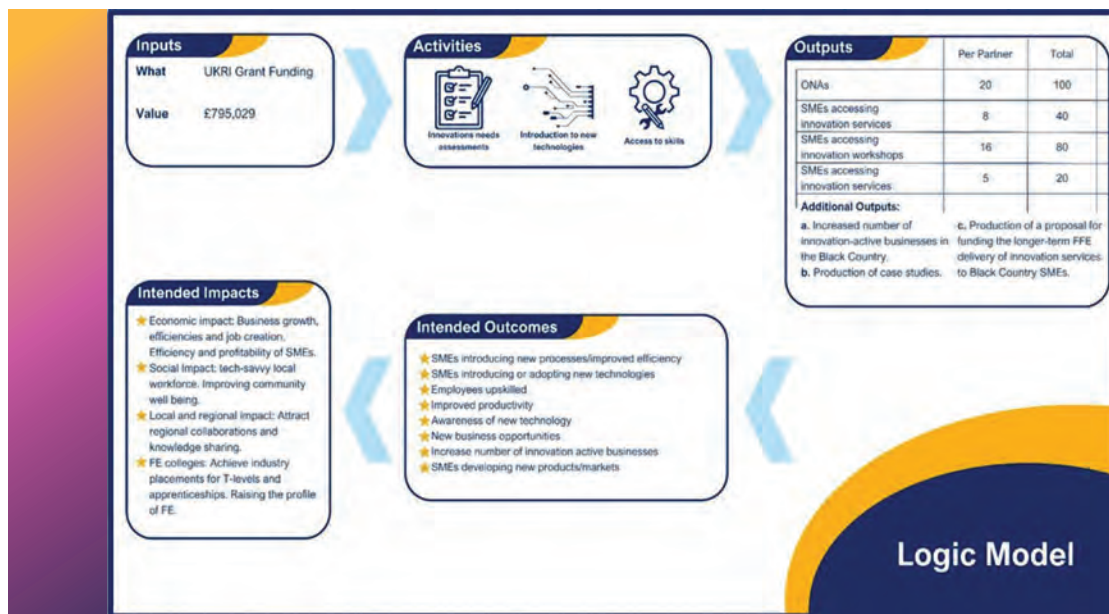 Inputs
What UKRI Grant Funding
Value £795,029
Activities
Innovations needs
assessments
Introduction to new
technologies
Access to skills
Outputs
Per Partner Total
ONAs 20 100
SMEs accessing
innovation services 8 40
SMEs accessing
innovation workshops 16 80
SMEs accessing
innovation services 5 20
Additional Outputs:
a. Increased number of
innovation-active businesses in
the Black Country.
b. Production of case studies.
c. Production of a proposal for
funding the longer-term FFE
delivery of innovation services
to Black Country SMEs.
Intended Outcomes
SMEs introducing new processes/improved efficiency
SMEs introducing or adopting new technologies
Employees upskilled
Improved productivity
Awareness of new technology
New business opportunities
Increase number of innovation active businesses
SMEs developing new products/markets
Intended Impacts
Economic impact: Business growth,
efficiencies and job creation.
Efficiency and profitability of SMEs.
Social Impact: tech-savvy local
workforce. Improving community
well being.
Local and regional impact: Attract
regional collaborations and
knowledge sharing.
FE colleges: Achieve industry
placements for T-levels and
apprenticeships. Raising the profile
of FE.
Logic Model